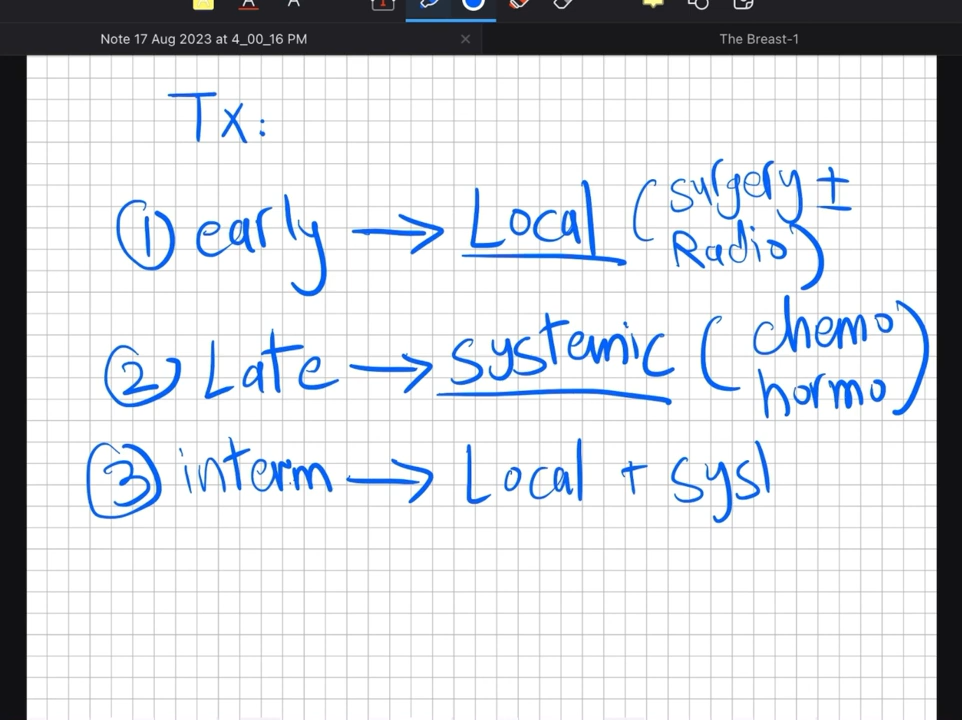 Note 17 Aug 2023 at 4_00_16 PM
The Breast-1
Tx:
① early → Local (surgery ± Radio)
② Late → systemic (chemo hormo)
③ interm → Local + sys